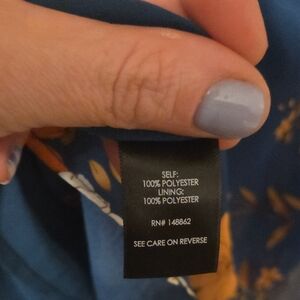 SELF:
100% POLYESTER
LINING:
100% POLYESTER
RN# 148862
SEE CARE ON REVERSE